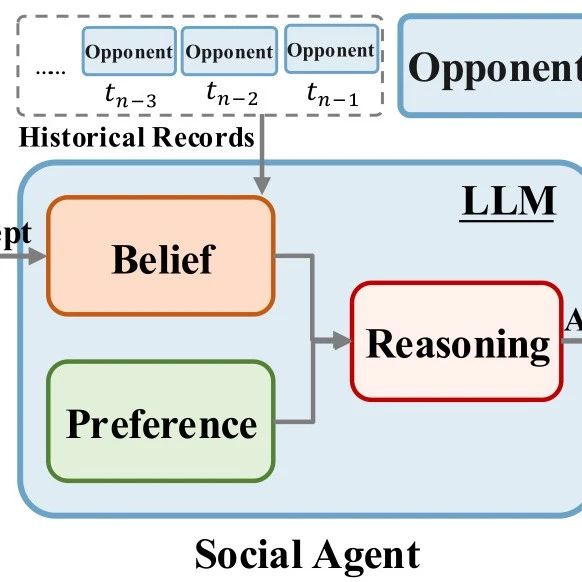 ..... Opponent Opponent Opponent
t_{n-3} t_{n-2} t_{n-1}
Opponent
Historical Records
LLM
ept
Belief
Reasoning
A
Preference
Social Agent